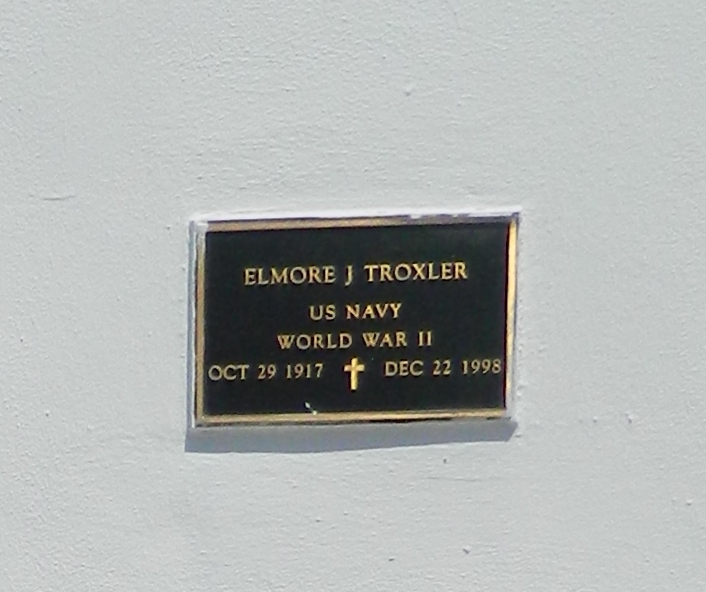 ELMORE J TROXLER
US NAVY
WORLD WAR II
OCT 29 1917 ✝ DEC 22 1998